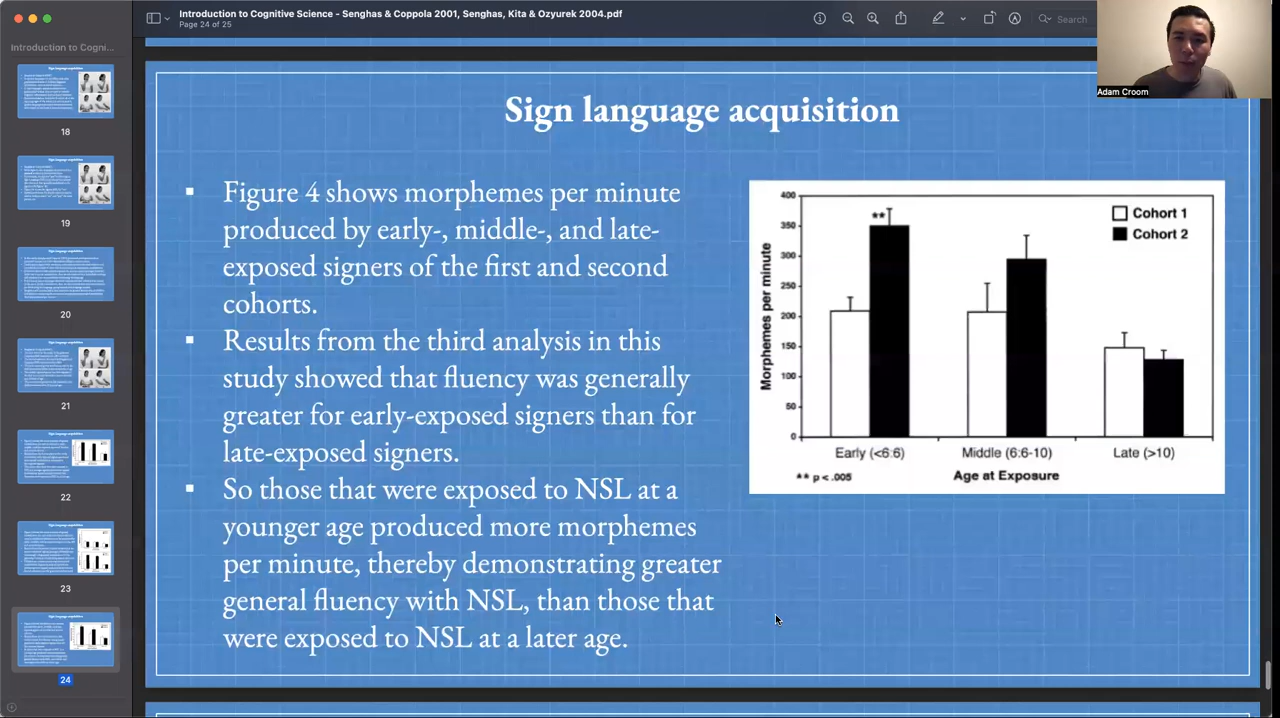 Introduction to Cognitive Science - Senghas & Coppola 2001, Senghas, Kita & Ozyurek 2004.pdf
Page 24 of 25
Search
Adam Croom
Introduction to Cogni...
18
19
20
21
22
23
24
Sign language acquisition
▪ Figure 4 shows morphemes per minute
produced by early-, middle-, and late-
exposed signers of the first and second
cohorts.
▪ Results from the third analysis in this
study showed that fluency was generally
greater for early-exposed signers than for
late-exposed signers.
▪ So those that were exposed to NSL at a
younger age produced more morphemes
per minute, thereby demonstrating greater
general fluency with NSL, than those that
were exposed to NSL at a later age.
Morphemes per minute
400
350
300
250
200
150
100
50
0
**
Cohort 1
Cohort 2
Early (<6:6)
Middle (6:6-10)
Late (>10)
** p < .005
Age at Exposure